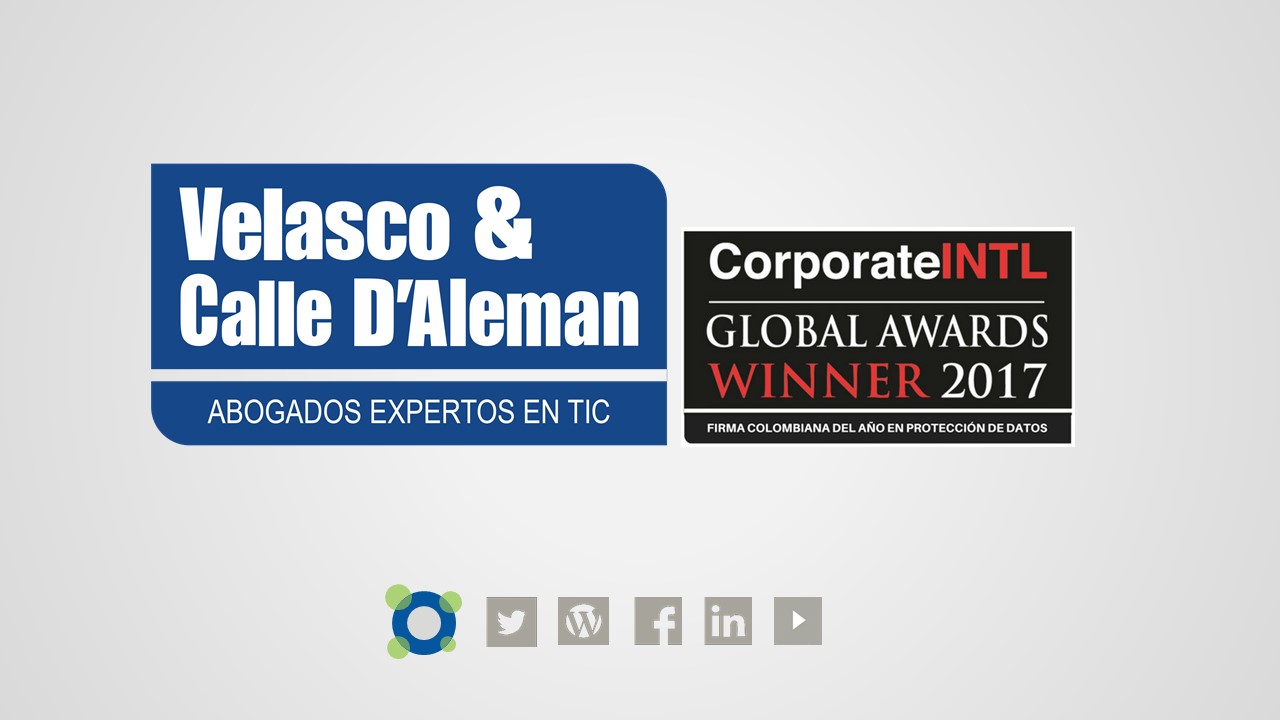 Velasco &
Calle D'Aleman
ABOGADOS EXPERTOS EN TIC
CorporateINTL
GLOBAL AWARDS
WINNER 2017
FIRMA COLOMBIANA DEL AÑO EN PROTECCIÓN DE DATOS